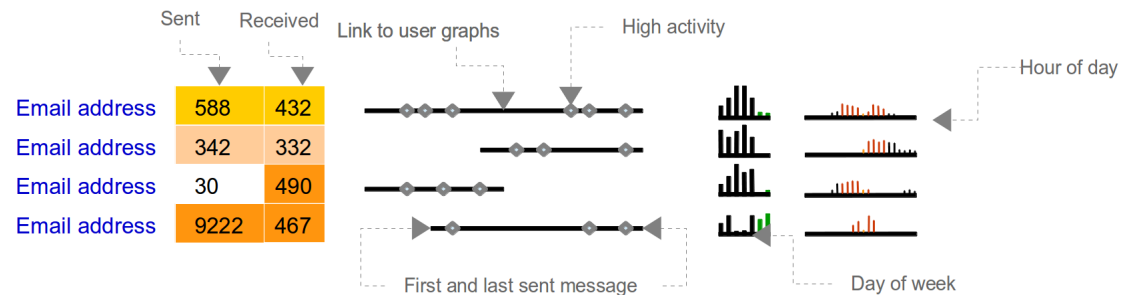 Sent
Received
Link to user graphs
High activity
Hour of day
Email address 588 432
Email address 342 332
Email address 30 490
Email address 9222 467
First and last sent message
Day of week